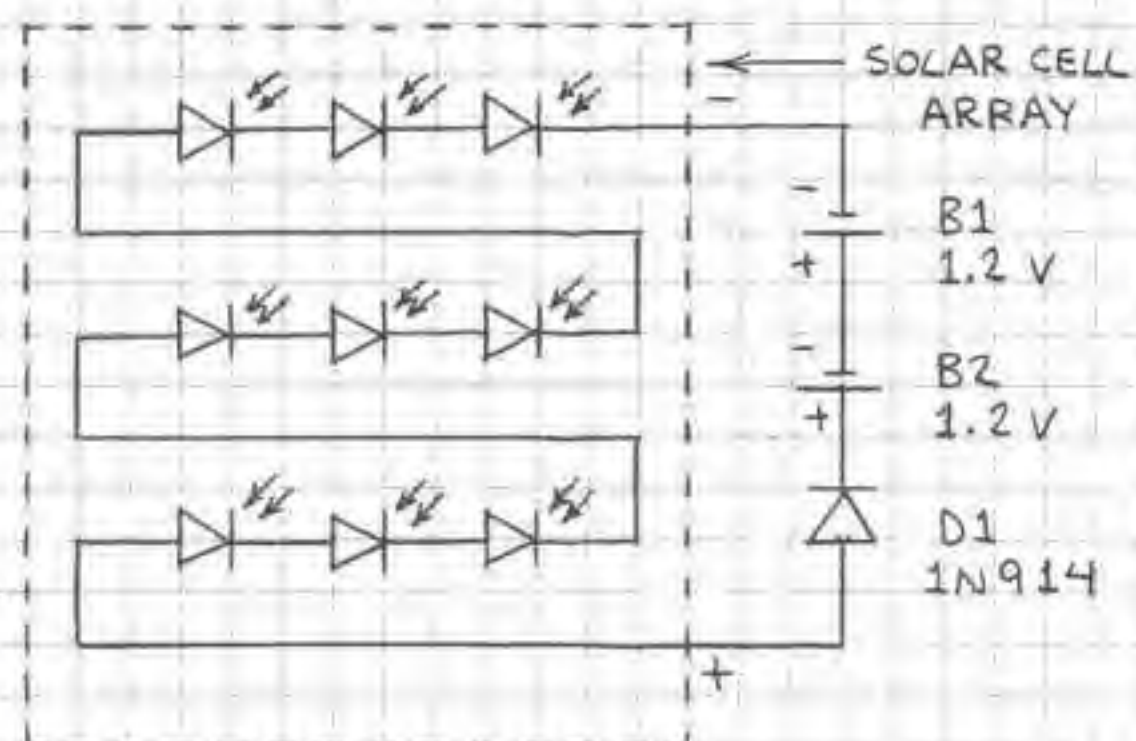 SOLAR CELL
ARRAY
-
-
B1
+
1.2 V
-
B2
+
1.2 V
D1
1N914
+